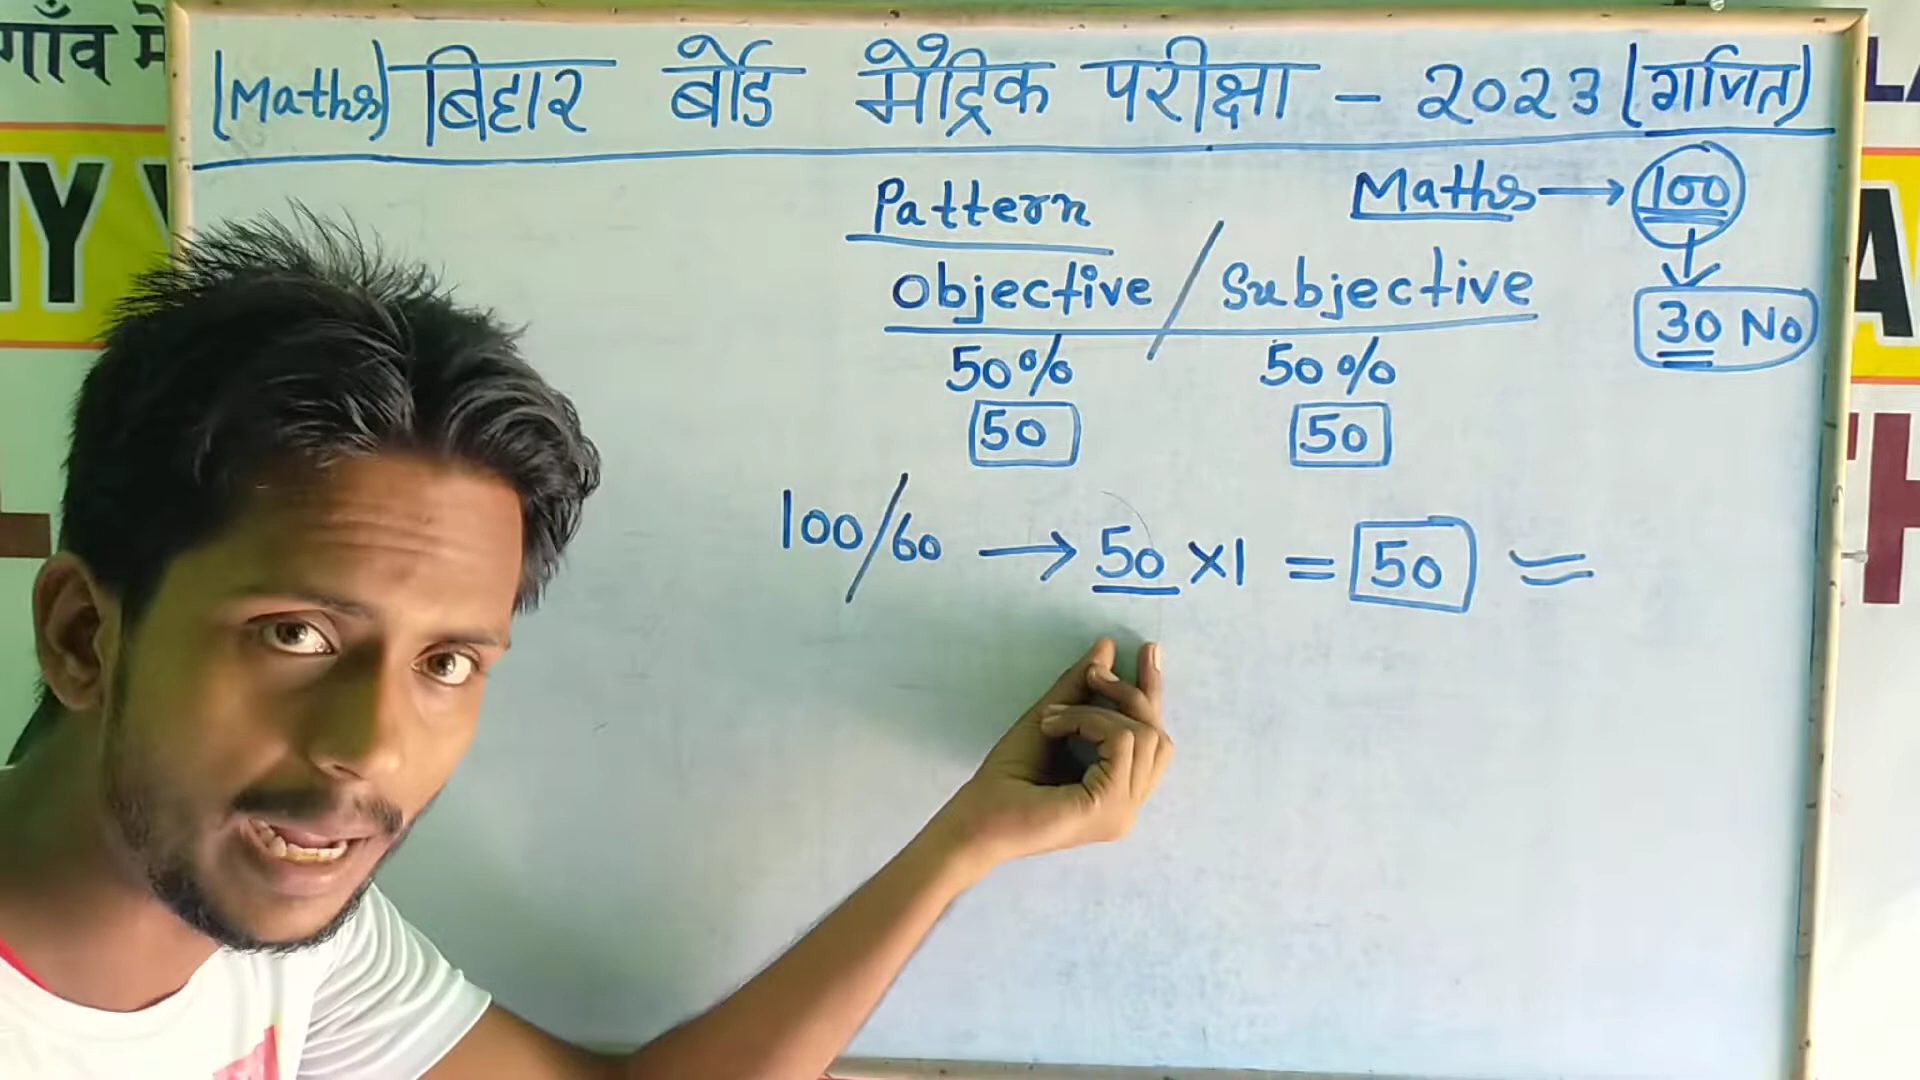 गाँव में
(Maths) बिहार बोर्ड मैट्रिक परीक्षा - 2023 (गणित)
Pattern
Maths → 100
Objective / Subjective
30 No
50% 50%
50 50
100/60 → 50 × 1 = 50 =